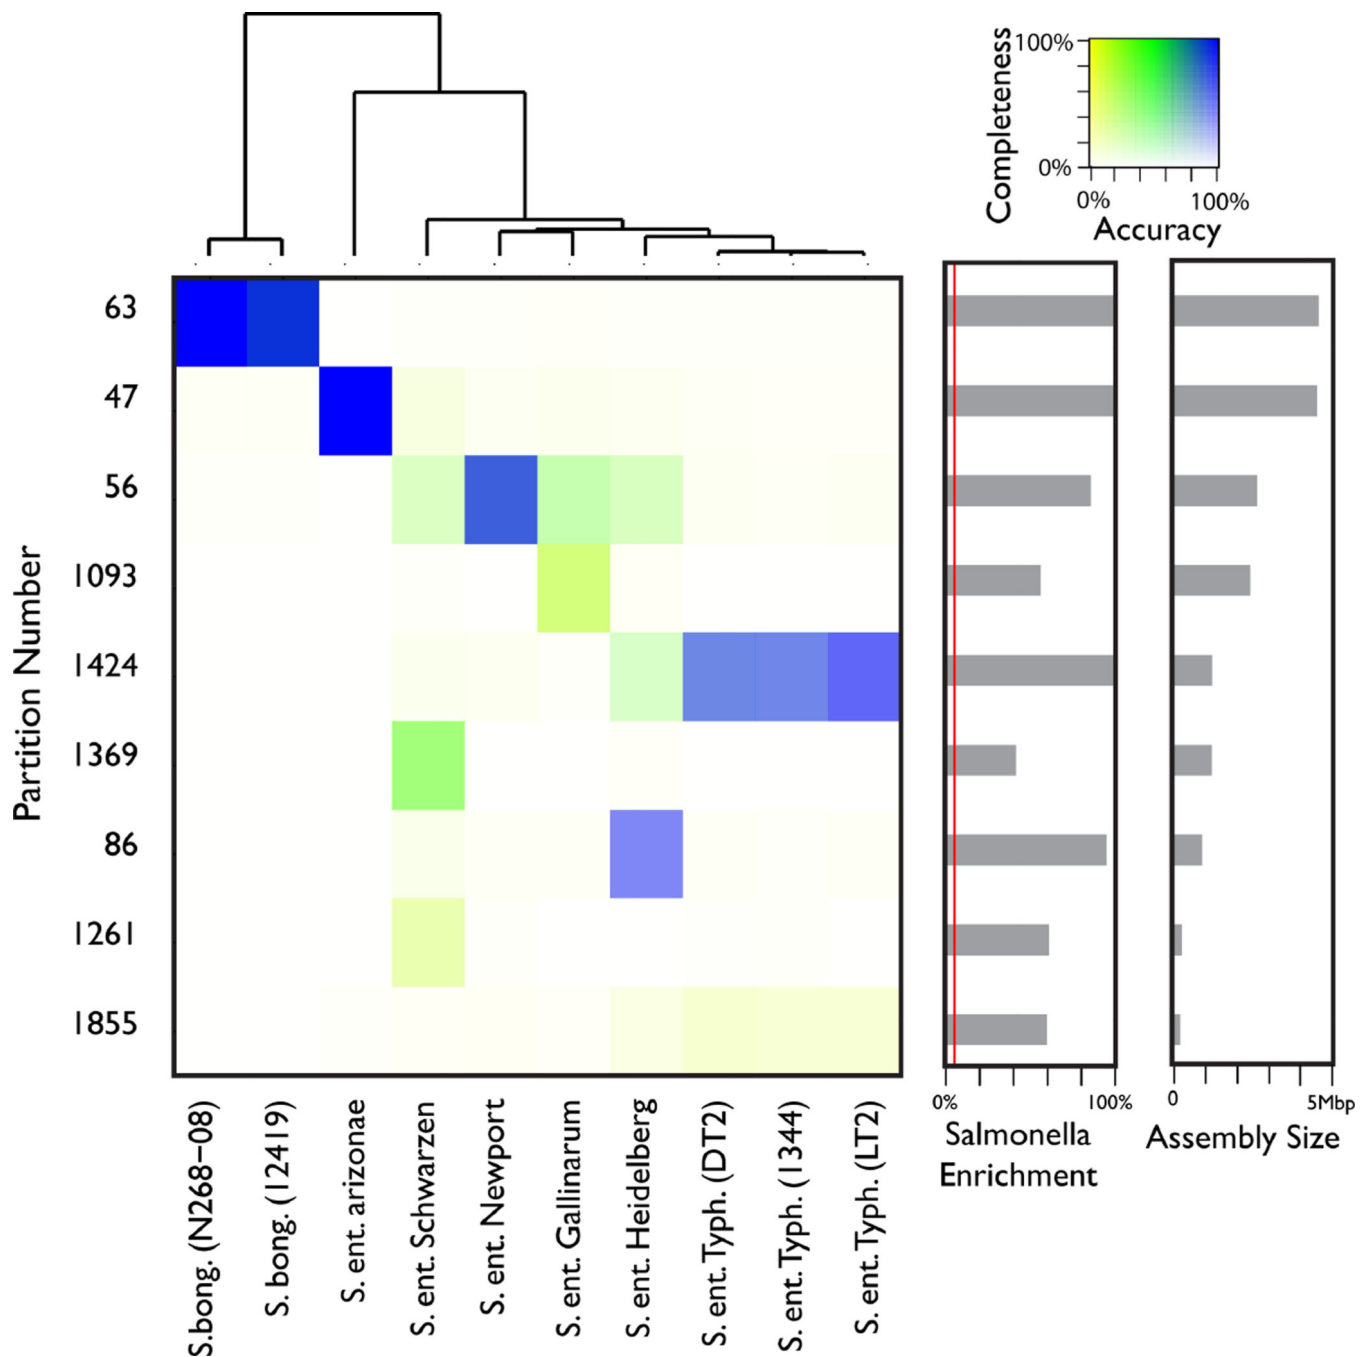 Completeness
100%
0%
0%
100%
Accuracy
Partition Number
63
47
56
1093
1424
1369
86
1261
1855
S.bong. (N268-08)
S. bong. (12419)
S. ent. arizonae
S. ent. Schwarzen
S. ent. Newport
S. ent. Gallinarum
S. ent. Heidelberg
S. ent. Typh. (DT2)
S. ent. Typh. (1344)
S. ent. Typh. (LT2)
0%
100%
Salmonella
Enrichment
0
5Mbp
Assembly Size